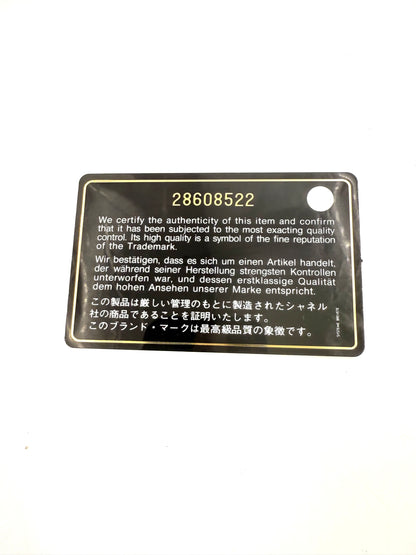 28608522
We certify the authenticity of this item and confirm
that it has been subjected to the most exacting quality
control. Its high quality is a symbol of the fine reputation
of the Trademark.
Wir bestätigen, dass es sich um einen Artikel handelt,
der während seiner Herstellung strengsten Kontrollen
unterworfen war, und dessen erstklassige Qualität
dem hohen Ansehen unserer Marke entspricht.
この製品は厳しい管理のもとに製造されたシャネル
社の商品であることを証明いたします。
このブランド・マークは最高級品質の象徴です。